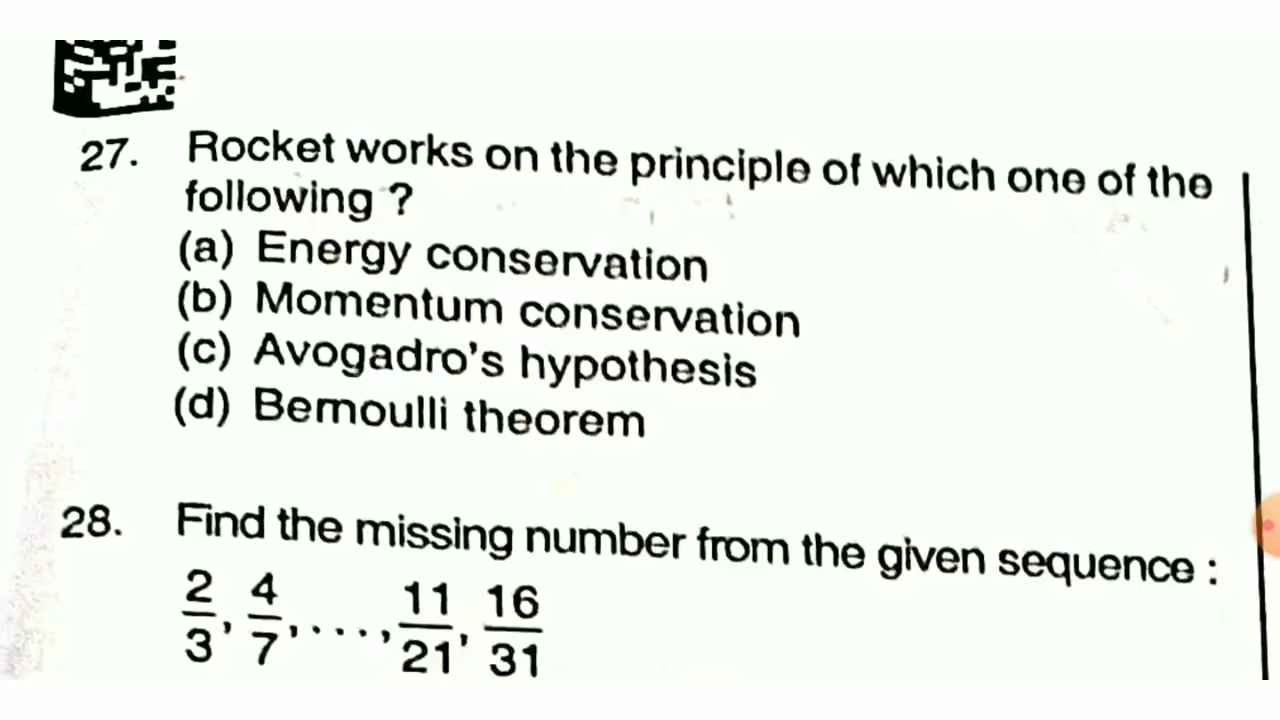 27. Rocket works on the principle of which one of the
following ?
(a) Energy conservation
(b) Momentum conservation
(c) Avogadro's hypothesis
(d) Bernoulli theorem
28. Find the missing number from the given sequence :
2/3, 4/7, ...., 11/21, 16/31